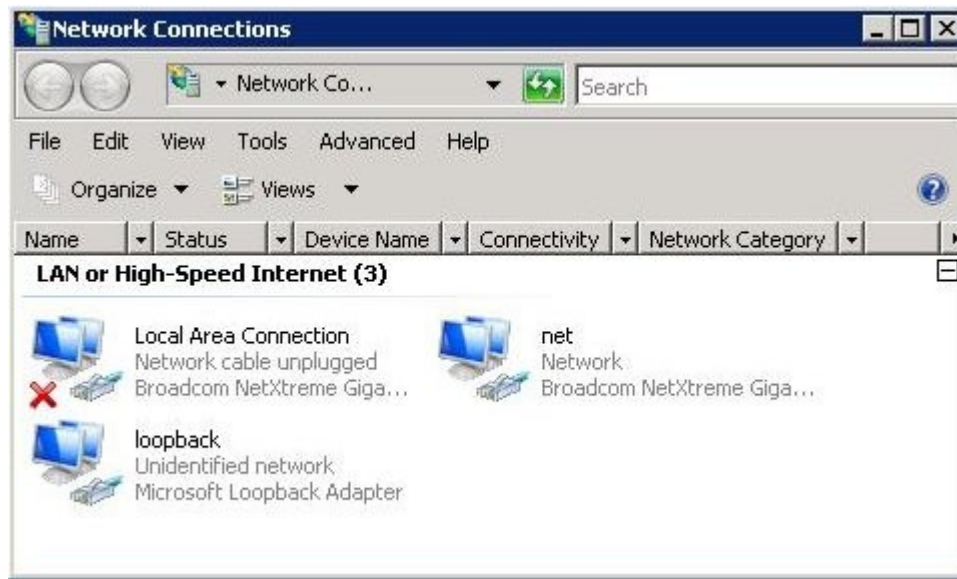 Network Connections
Network Co...
Search
File Edit View Tools Advanced Help
Organize Views
Name Status Device Name Connectivity Network Category
LAN or High-Speed Internet (3)
Local Area Connection
Network cable unplugged
Broadcom NetXtreme Giga...
net
Network
Broadcom NetXtreme Giga...
loopback
Unidentified network
Microsoft Loopback Adapter